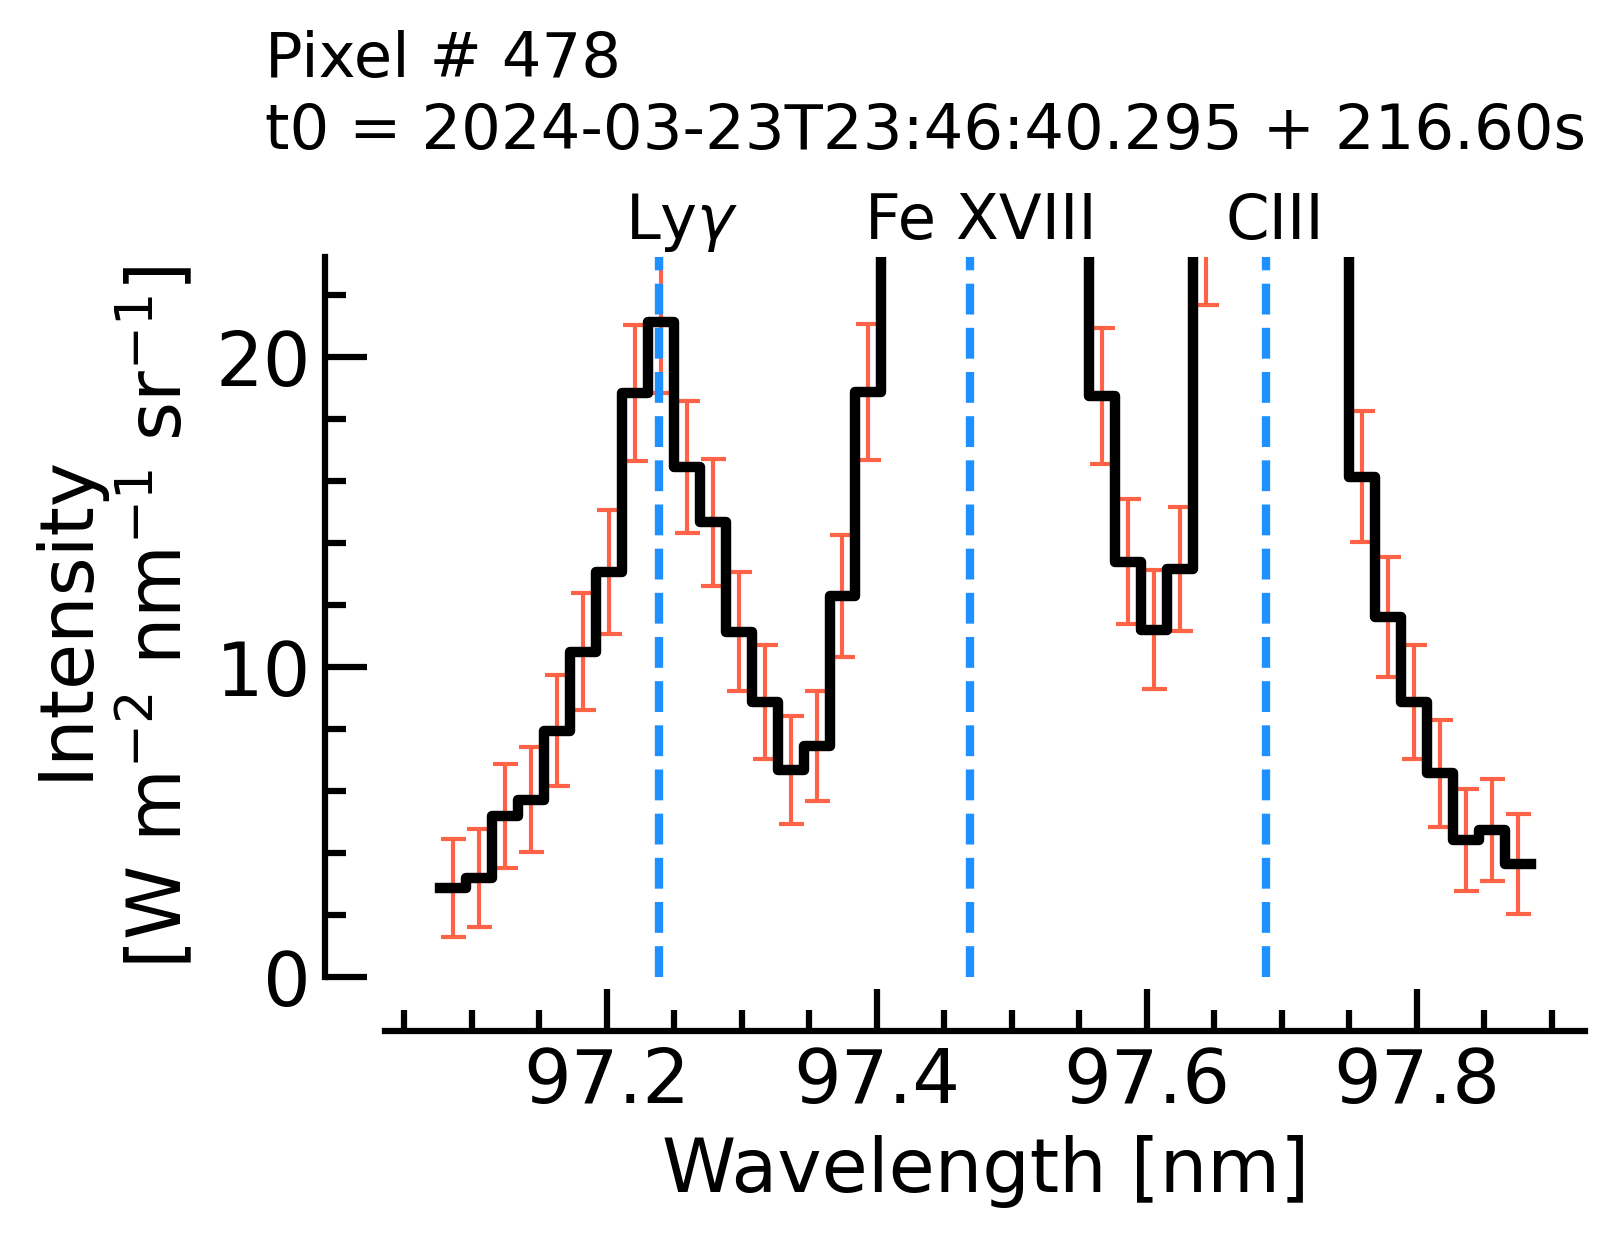 Pixel # 478
t0 = 2024-03-23T23:46:40.295 + 216.60s
Lyγ Fe XVIII CIII
Intensity
[W m⁻² nm⁻¹ sr⁻¹]
20
10
0
97.2 97.4 97.6 97.8
Wavelength [nm]